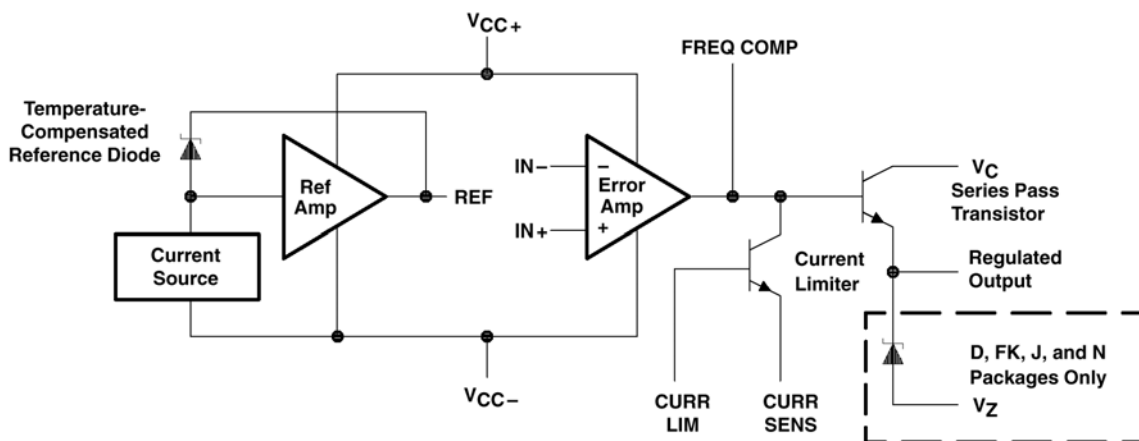 VCC+
FREQ COMP
Temperature-
Compensated
Reference Diode
Ref
Amp
REF
IN−
IN+
−
Error
Amp
+
VC
Series Pass
Transistor
Current
Source
Current
Limiter
Regulated
Output
VCC−
CURR
LIM
CURR
SENS
D, FK, J, and N
Packages Only
VZ